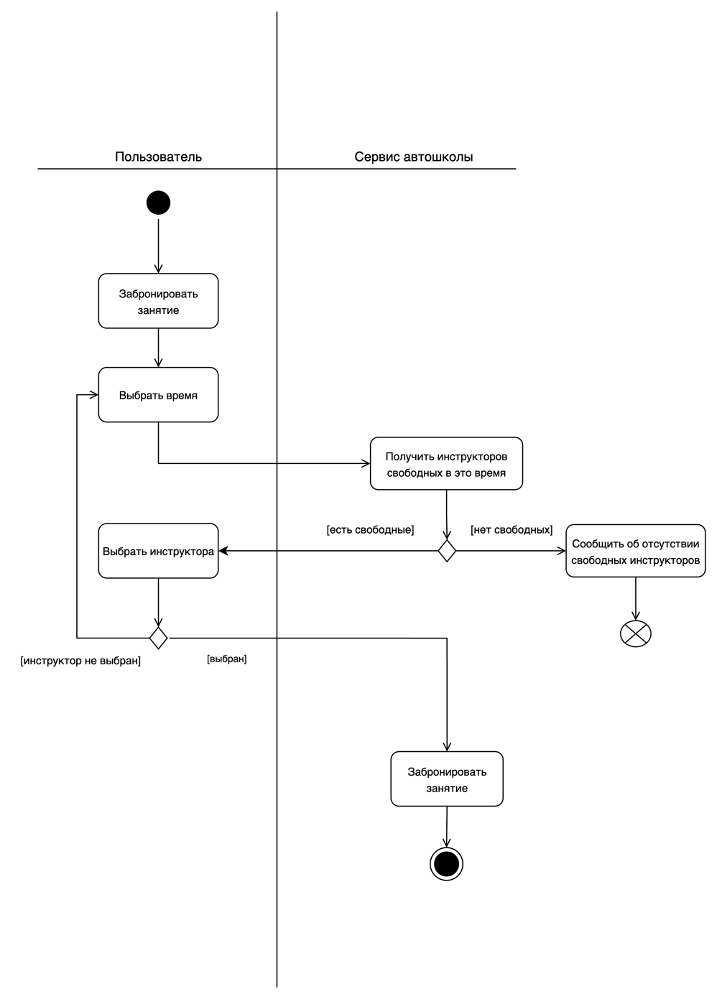 Пользователь
Сервис автошколы
Забронировать
занятие
Выбрать время
Получить инструкторов
свободных в это время
[есть свободные]
[нет свободных]
Выбрать инструктора
Сообщить об отсутствии
свободных инструкторов
[инструктор не выбран]
[выбран]
Забронировать
занятие